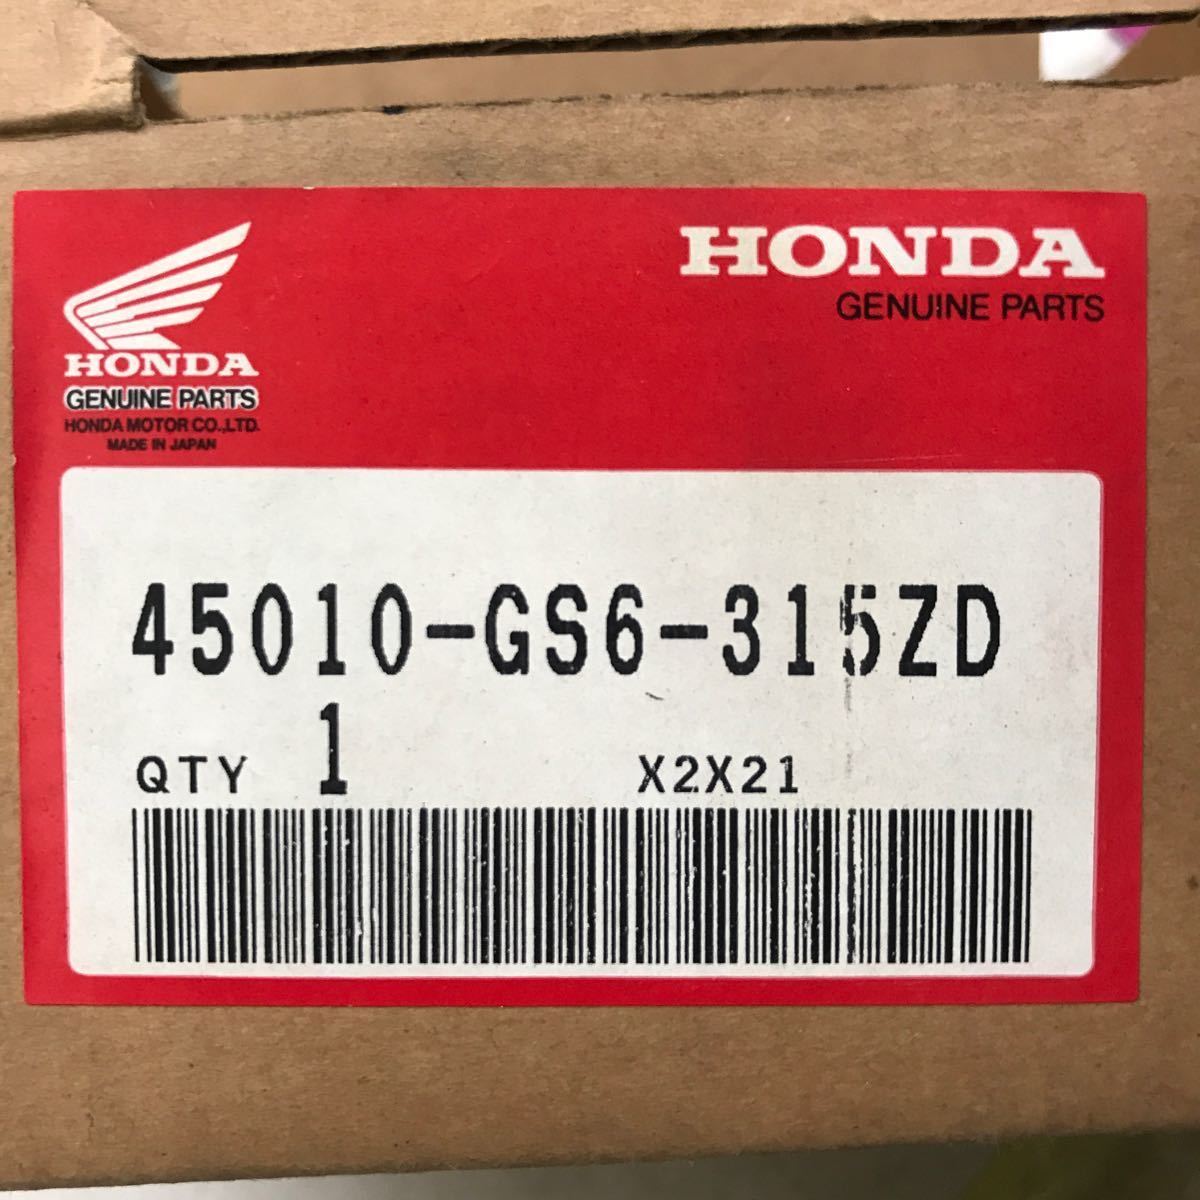 HONDA
GENUINE PARTS
HONDA
GENUINE PARTS
HONDA MOTOR CO.,LTD.
MADE IN JAPAN
45010-GS6-315ZD
QTY 1 X2X21